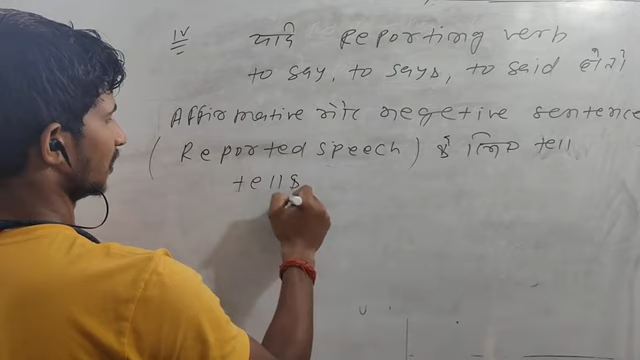 IV यदि Reporting verb
to say, to says, to said
Affirmative और negetive sentence
(Reported speech) के लिए tell
tells